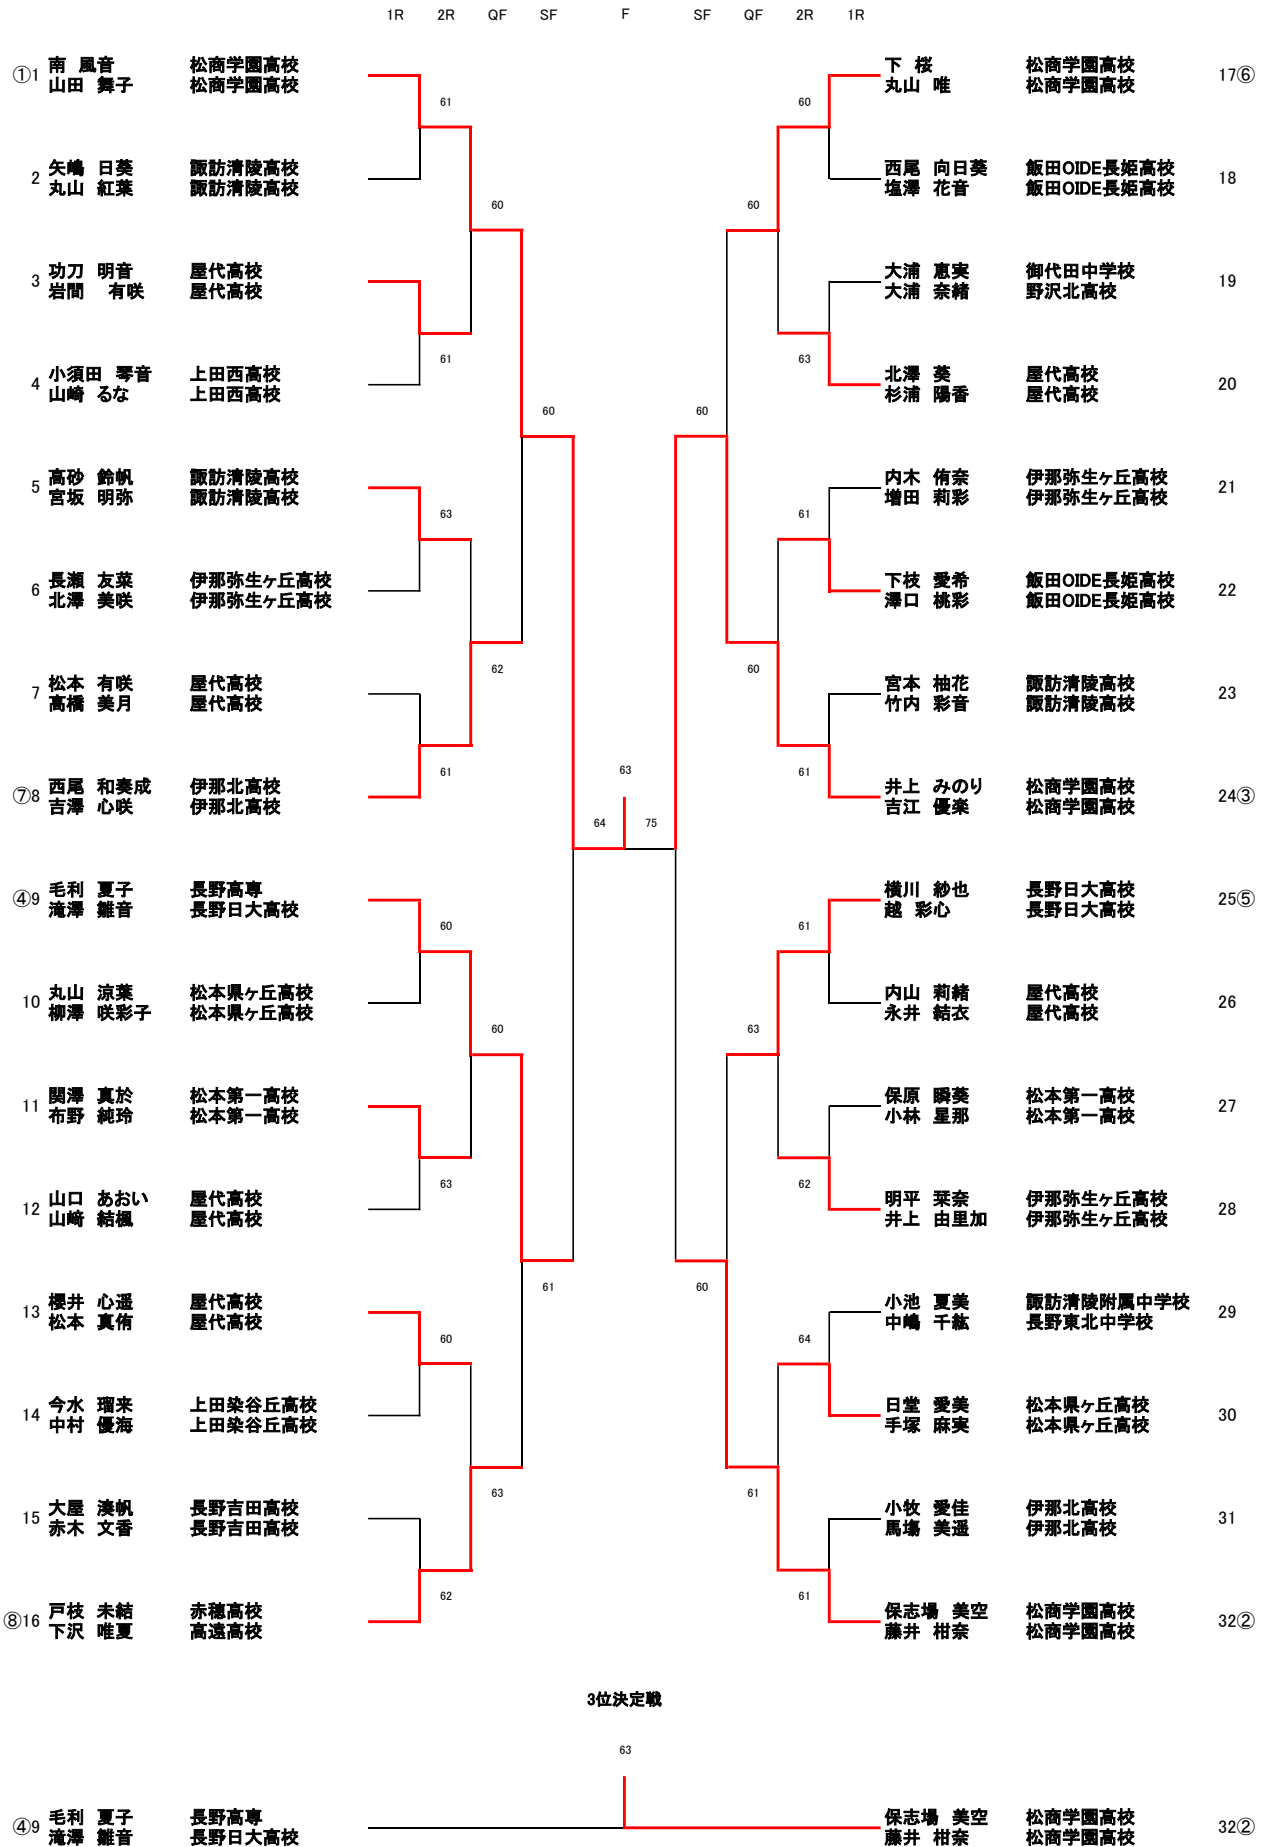 1R 2R QF SF F SF QF 2R 1R
①1 南 風音 松商学園高校
山田 舞子 松商学園高校
下 桜 松商学園高校 17⑥
丸山 唯 松商学園高校
61 60
2 矢嶋 日葵 諏訪清陵高校
丸山 紅葉 諏訪清陵高校
西尾 向日葵 飯田OIDE長姫高校 18
塩澤 花音 飯田OIDE長姫高校
60 60
3 功刀 明音 屋代高校
岩間 有咲 屋代高校
大浦 恵実 御代田中学校 19
大浦 奈緒 野沢北高校
61 63
4 小須田 琴音 上田西高校
山崎 るな 上田西高校
北澤 葵 屋代高校 20
杉浦 陽香 屋代高校
60 60
5 高砂 鈴帆 諏訪清陵高校
宮坂 明弥 諏訪清陵高校
内木 侑奈 伊那弥生ヶ丘高校 21
増田 莉彩 伊那弥生ヶ丘高校
63 61
6 長瀬 友菜 伊那弥生ヶ丘高校
北澤 美咲 伊那弥生ヶ丘高校
下枝 愛希 飯田OIDE長姫高校 22
澤口 桃彩 飯田OIDE長姫高校
62 60
7 松本 有咲 屋代高校
高橋 美月 屋代高校
宮本 柚花 諏訪清陵高校 23
竹内 彩音 諏訪清陵高校
61 63 61
⑦8 西尾 和奏成 伊那北高校
吉澤 心咲 伊那北高校
井上 みのり 松商学園高校 24③
吉江 優楽 松商学園高校
64 75
④9 毛利 夏子 長野高専
滝澤 雛音 長野日大高校
横川 紗也 長野日大高校 25⑤
越 彩心 長野日大高校
60 61
10 丸山 涼葉 松本県ヶ丘高校
柳澤 咲彩子 松本県ヶ丘高校
内山 莉緒 屋代高校 26
永井 結衣 屋代高校
60 63
11 関澤 真於 松本第一高校
布野 純玲 松本第一高校
保原 瞬葵 松本第一高校 27
小林 星那 松本第一高校
63 62
12 山口 あおい 屋代高校
山﨑 結楓 屋代高校
明平 栞奈 伊那弥生ヶ丘高校 28
井上 由里加 伊那弥生ヶ丘高校
61 60
13 櫻井 心遥 屋代高校
松本 真侑 屋代高校
小池 夏美 諏訪清陵附属中学校 29
中嶋 千紘 長野東北中学校
60 64
14 今水 瑠来 上田染谷丘高校
中村 優海 上田染谷丘高校
日堂 愛美 松本県ヶ丘高校 30
手塚 麻実 松本県ヶ丘高校
63 61
15 大屋 湊帆 長野吉田高校
赤木 文香 長野吉田高校
小牧 愛佳 伊那北高校 31
馬塲 美遥 伊那北高校
62 61
⑧16 戸枝 未結 赤穂高校
下沢 唯夏 高遠高校
保志場 美空 松商学園高校 32②
藤井 柑奈 松商学園高校
3位決定戦
63
④9 毛利 夏子 長野高専
滝澤 雛音 長野日大高校
保志場 美空 松商学園高校 32②
藤井 柑奈 松商学園高校